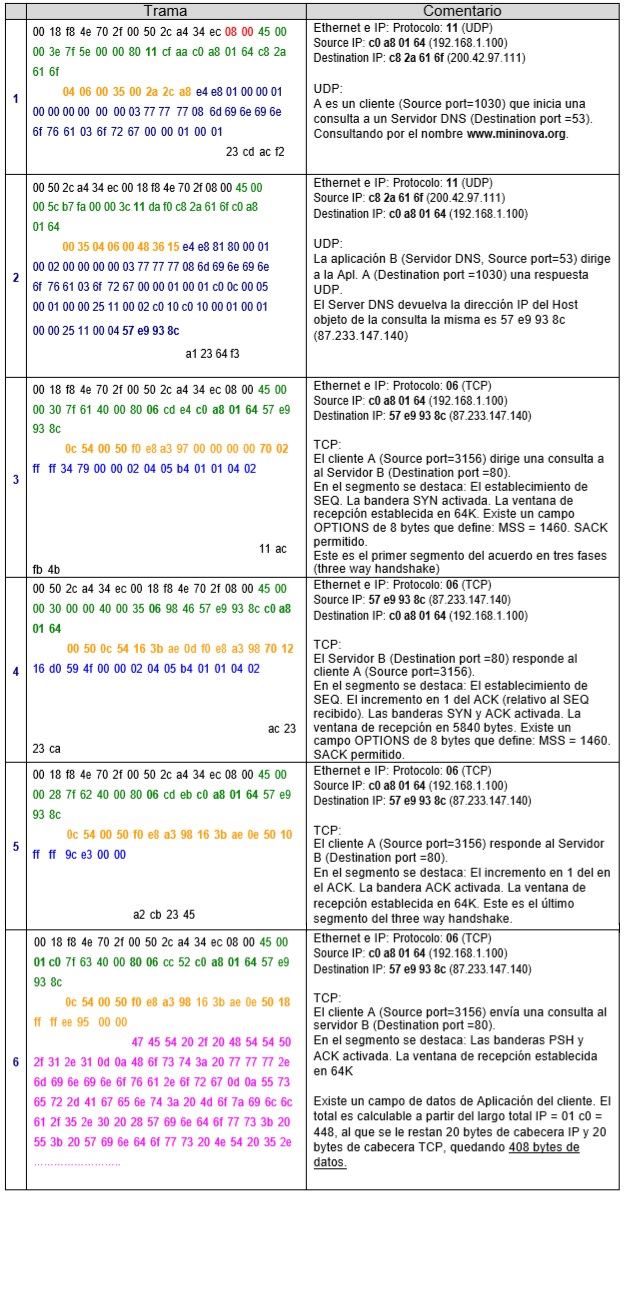 Trama
Comentario
1
00 18 f8 4e 70 2f 00 50 2c a4 34 ec 08 00 45 00
00 3e 7f 5e 00 00 80 11 cf aa c0 a8 01 64 c8 2a
61 6f
04 06 00 35 00 2a 2c a8 e4 e8 01 00 00 01
00 00 00 00 00 00 03 77 77 77 08 6d 69 6e 69 6e
6f 76 61 03 6f 72 67 00 00 01 00 01
23 cd ac f2
Ethernet e IP: Protocolo: 11 (UDP)
Source IP: c0 a8 01 64 (192.168.1.100)
Destination IP: c8 2a 61 6f (200.42.97.111)
UDP:
A es un cliente (Source port=1030) que inicia una
consulta a un Servidor DNS (Destination port =53).
Consultando por el nombre www.mininova.org.
2
00 50 2c a4 34 ec 00 18 f8 4e 70 2f 08 00 45 00
00 5c b7 fa 00 00 3c 11 da f0 c8 2a 61 6f c0 a8
01 64
00 35 04 06 00 48 36 15 e4 e8 81 80 00 01
00 02 00 00 00 00 03 77 77 77 08 6d 69 6e 69 6e
6f 76 61 03 6f 72 67 00 00 01 00 01 c0 0c 00 05
00 01 00 00 25 11 00 02 c0 10 c0 10 00 01 00 01
00 00 25 11 00 04 57 e9 93 8c
a1 23 64 f3
Ethernet e IP: Protocolo: 11 (UDP)
Source IP: c8 2a 61 6f (200.42.97.111)
Destination IP: c0 a8 01 64 (192.168.1.100)
UDP:
La aplicación B (Servidor DNS, Source port=53) dirige
a la Apl. A (Destination port =1030) una respuesta
UDP.
El Server DNS devuelva la dirección IP del Host
objeto de la consulta la misma es 57 e9 93 8c
(87.233.147.140)
3
00 18 f8 4e 70 2f 00 50 2c a4 34 ec 08 00 45 00
00 30 7f 61 40 00 80 06 cd e4 c0 a8 01 64 57 e9
93 8c
0c 54 00 50 f0 e8 a3 97 00 00 00 00 70 02
ff ff 34 79 00 00 02 04 05 b4 01 01 04 02
11 ac
fb 4b
Ethernet e IP: Protocolo: 06 (TCP)
Source IP: c0 a8 01 64 (192.168.1.100)
Destination IP: 57 e9 93 8c (87.233.147.140)
TCP:
El cliente A (Source port=3156) dirige una consulta a
al Servidor B (Destination port =80).
En el segmento se destaca: El establecimiento de
SEQ. La bandera SYN activada. La ventana de
recepción establecida en 64K. Existe un campo
OPTIONS de 8 bytes que define: MSS = 1460. SACK
permitido.
Este es el primer segmento del acuerdo en tres fases
(three way handshake)
4
00 50 2c a4 34 ec 00 18 f8 4e 70 2f 08 00 45 00
00 30 00 00 40 00 35 06 98 46 57 e9 93 8c c0 a8
01 64
00 50 0c 54 16 3b ae 0d f0 e8 a3 98 70 12
16 d0 59 4f 00 00 02 04 05 b4 01 01 04 02
ac 23
23 ca
Ethernet e IP: Protocolo: 06 (TCP)
Source IP: 57 e9 93 8c (87.233.147.140)
Destination IP: c0 a8 01 64 (192.168.1.100)
TCP:
El Servidor B (Destination port =80) responde al
cliente A (Source port=3156).
En el segmento se destaca: El establecimiento de
SEQ. El incremento en 1 del ACK (relativo al SEQ
recibido). Las banderas SYN y ACK activada. La
ventana de recepción en 5840 bytes. Existe un
campo OPTIONS de 8 bytes que define: MSS = 1460.
SACK permitido.
5
00 18 f8 4e 70 2f 00 50 2c a4 34 ec 08 00 45 00
00 28 7f 62 40 00 80 06 cd eb c0 a8 01 64 57 e9
93 8c
0c 54 00 50 f0 e8 a3 98 16 3b ae 0e 50 10
ff ff 9c e3 00 00
a2 cb 23 45
Ethernet e IP: Protocolo: 06 (TCP)
Source IP: c0 a8 01 64 (192.168.1.100)
Destination IP: 57 e9 93 8c (87.233.147.140)
TCP:
El cliente A (Source port=3156) responde al Servidor
B (Destination port =80).
En el segmento se destaca: El incremento en 1 del en
el ACK. La bandera ACK activada. La ventana de
recepción establecida en 64K. Este es el último
segmento del three way handshake.
6
00 18 f8 4e 70 2f 00 50 2c a4 34 ec 08 00 45 00
01 c0 7f 63 40 00 80 06 cc 52 c0 a8 01 64 57 e9
93 8c
0c 54 00 50 f0 e8 a3 98 16 3b ae 0e 50 18
ff ff ee 95 00 00
47 45 54 20 2f 20 48 54 54 50
2f 31 2e 31 0d 0a 48 6f 73 74 3a 20 77 77 77 2e
6d 69 6e 69 6e 6f 76 61 2e 6f 72 67 0d 0a 55 73
65 72 2d 41 67 65 6e 74 3a 20 4d 6f 7a 69 6c 6c
61 2f 35 2e 30 20 28 57 69 6e 64 6f 77 73 3b 20
55 3b 20 57 69 6e 64 6f 77 73 20 4e 54 20 35 2e
..........................
Ethernet e IP: Protocolo: 06 (TCP)
Source IP: c0 a8 01 64 (192.168.1.100)
Destination IP: 57 e9 93 8c (87.233.147.140)
TCP:
El cliente A (Source port=3156) envía una consulta al
servidor B (Destination port =80).
En el segmento se destaca: Las banderas PSH y
ACK activada. La ventana de recepción establecida
en 64K
Existe un campo de datos de Aplicación del cliente. El
total es calculable a partir del largo total IP = 01 c0 =
448, al que se le restan 20 bytes de cabecera IP y 20
bytes de cabecera TCP, quedando 408 bytes de
datos.